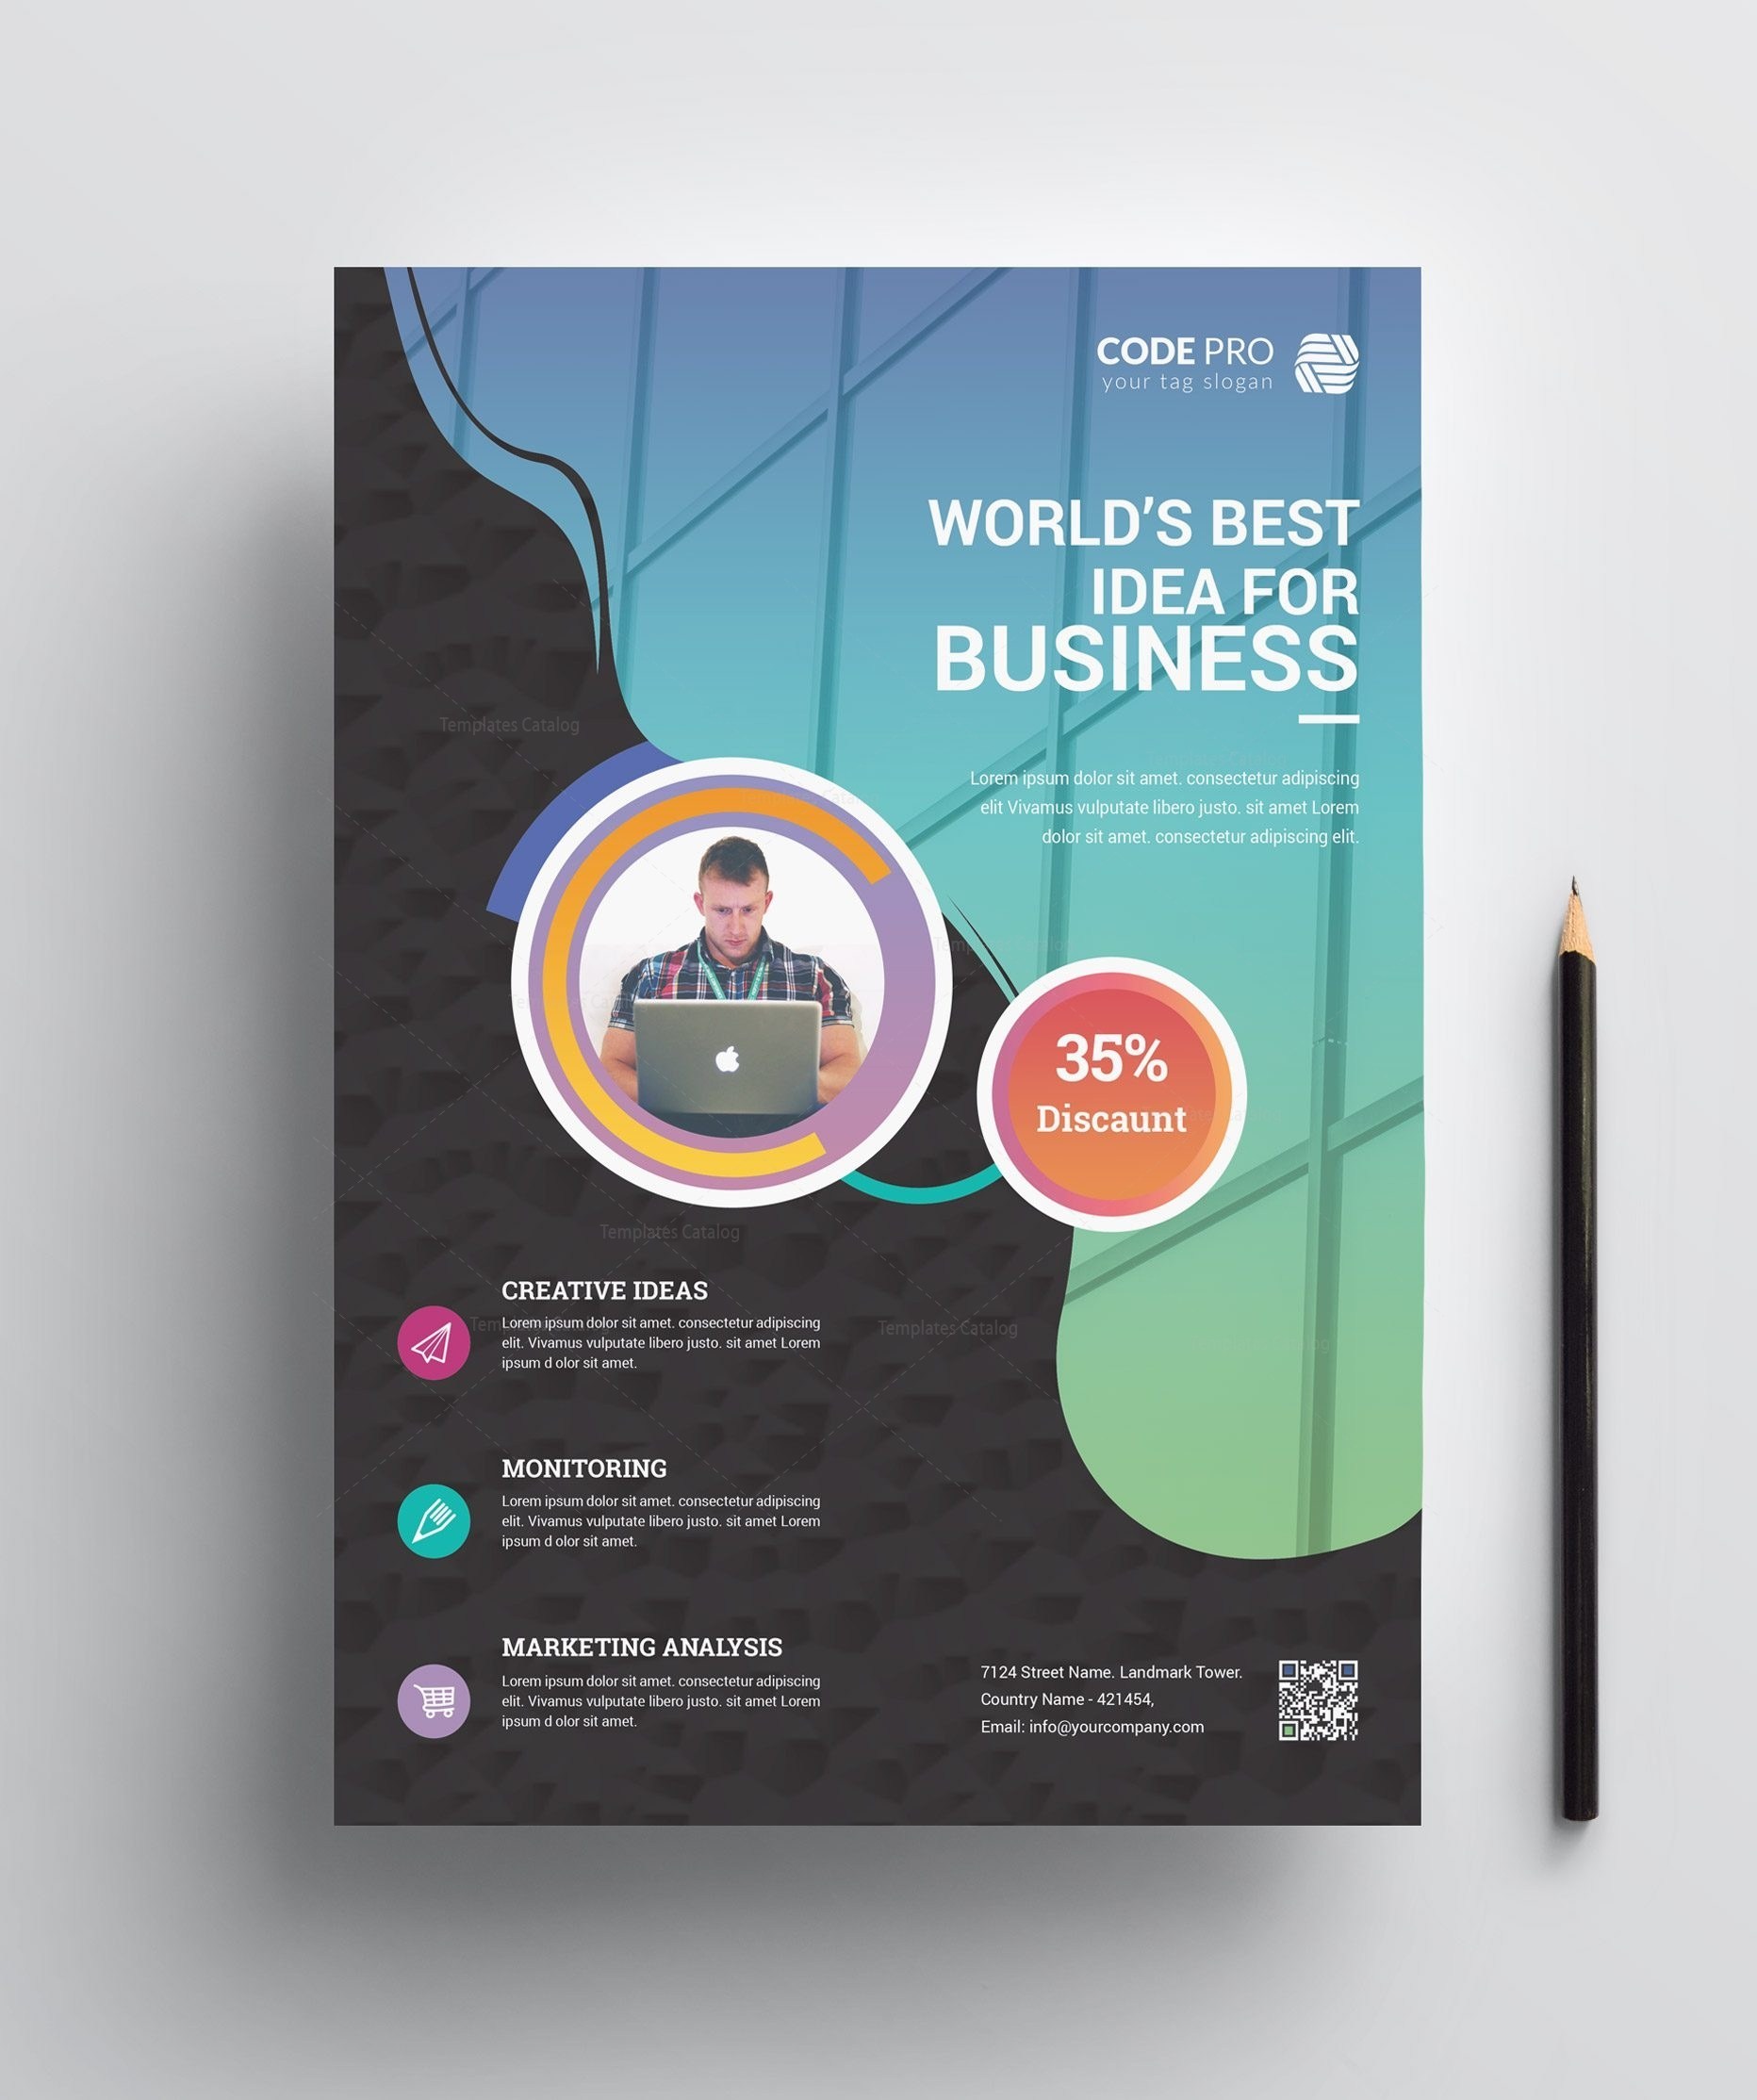 CODE PRO
your tag slogan
WORLD'S BEST
IDEA FOR
BUSINESS
Lorem ipsum dolor sit amet. consectetur adipiscing
elit Vivamus vulputate libero justo. sit amet Lorem
dolor sit amet. consectetur adipiscing elit.
Templates Catalog
35%
Discaunt
Templates Catalog
CREATIVE IDEAS
Lorem ipsum dolor sit amet. consectetur adipiscing
elit. Vivamus vulputate libero justo. sit amet Lorem
ipsum d olor sit amet.
Templates Catalog
MONITORING
Lorem ipsum dolor sit amet. consectetur adipiscing
elit. Vivamus vulputate libero justo. sit amet Lorem
ipsum d olor sit amet.
MARKETING ANALYSIS
Lorem ipsum dolor sit amet. consectetur adipiscing
elit. Vivamus vulputate libero justo. sit amet Lorem
ipsum d olor sit amet.
7124 Street Name. Landmark Tower.
Country Name - 421454,
Email: info@yourcompany.com